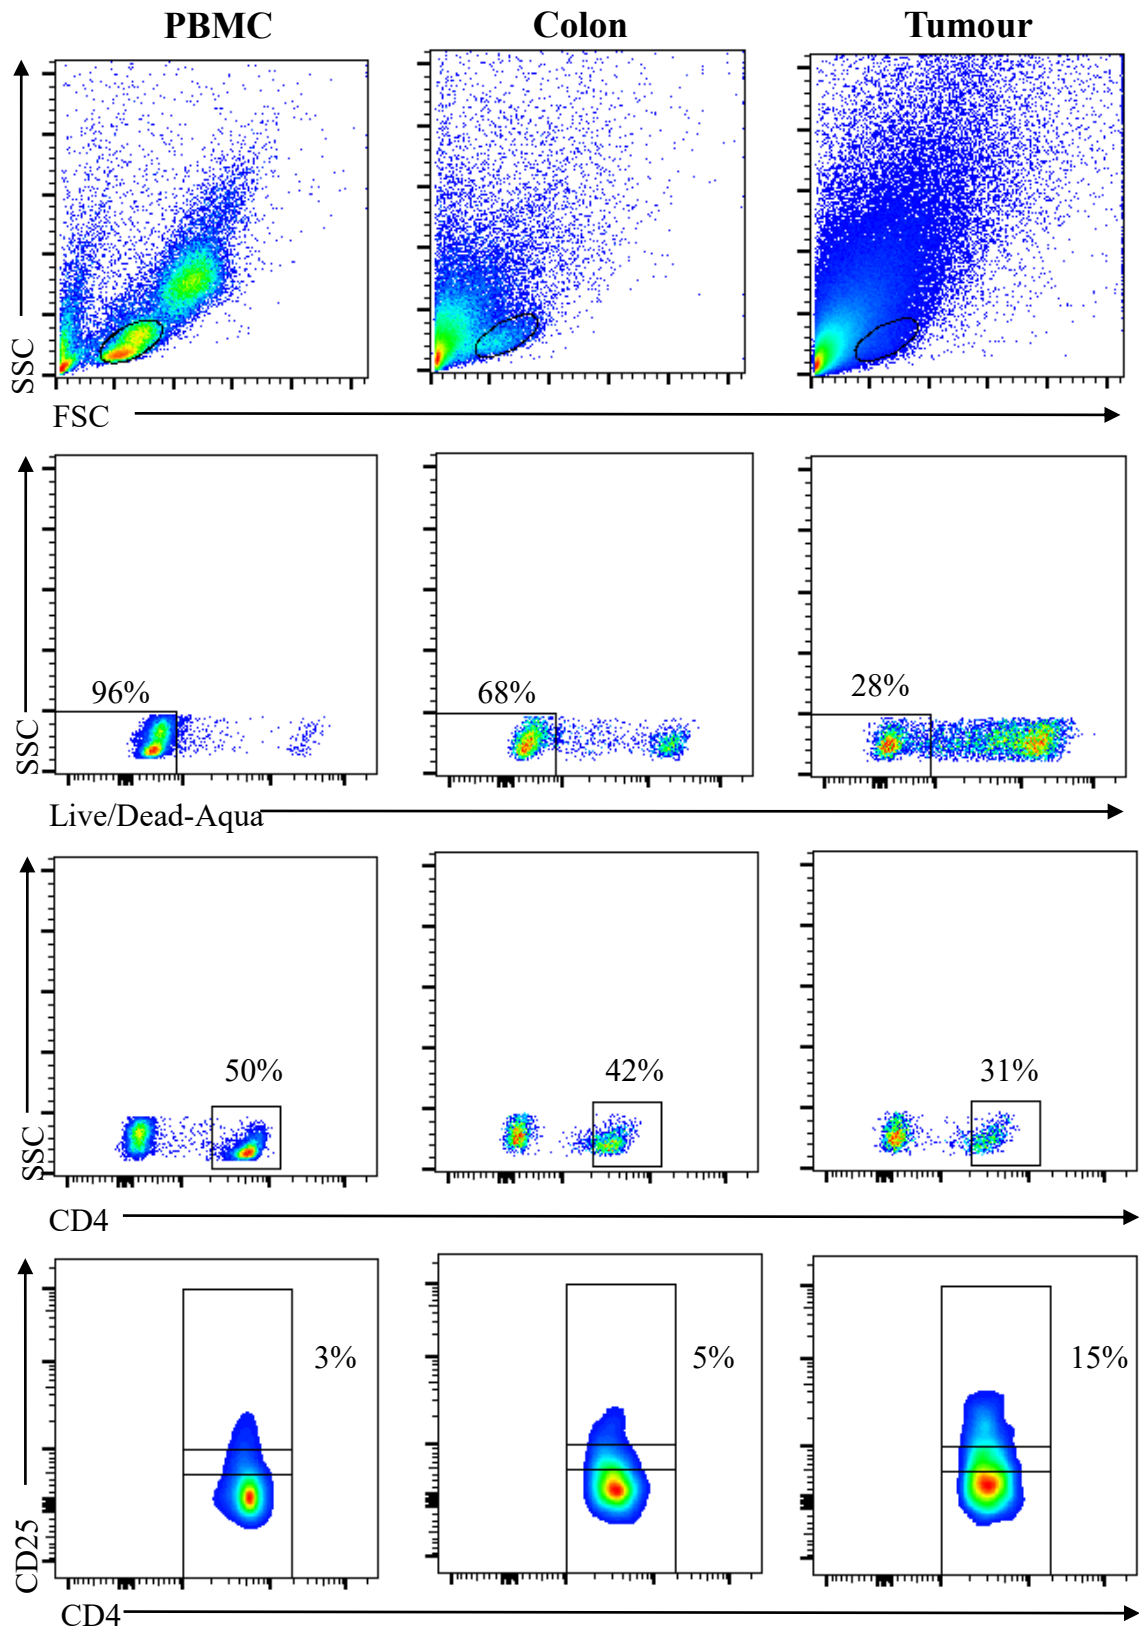 PBMC Colon Tumour
SSC
FSC
96% 68% 28%
SSC
Live/Dead-Aqua
50% 42% 31%
SSC
CD4
3% 5% 15%
CD25
CD4